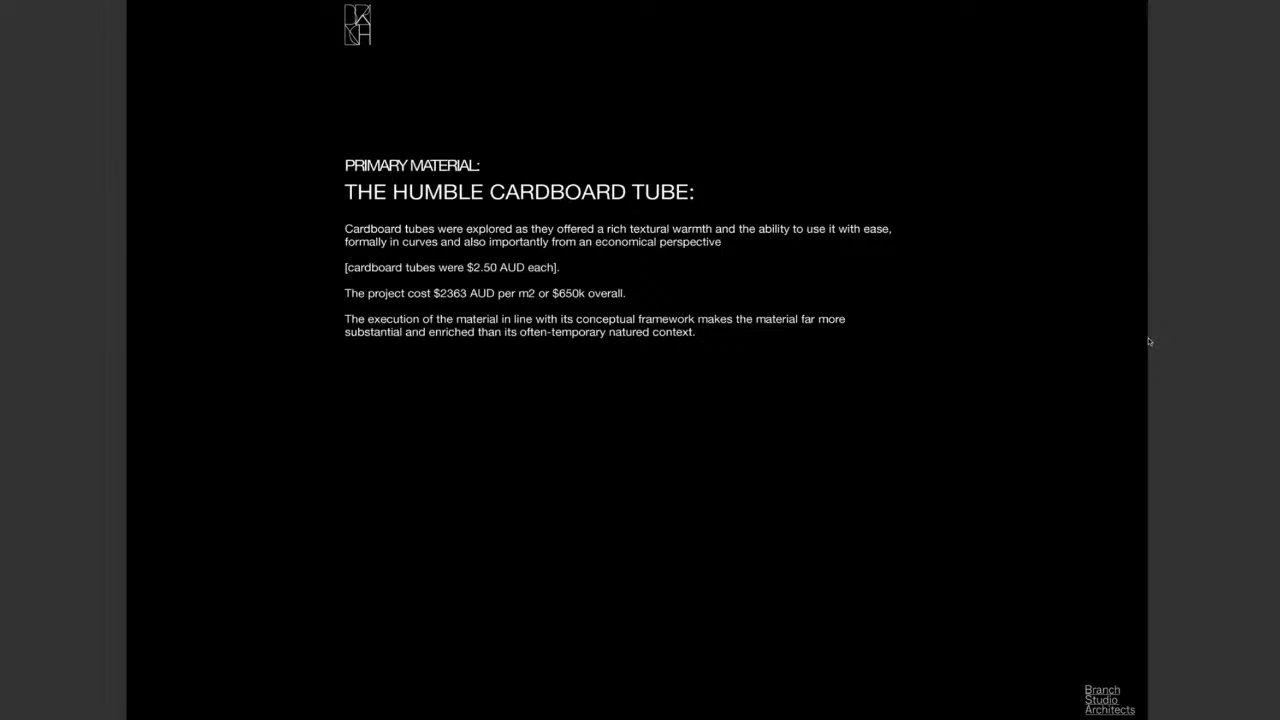 PRIMARY MATERIAL:
THE HUMBLE CARDBOARD TUBE:
Cardboard tubes were explored as they offered a rich textural warmth and the ability to use it with ease,
formally in curves and also importantly from an economical perspective
[cardboard tubes were $2.50 AUD each].
The project cost $2363 AUD per m2 or $650k overall.
The execution of the material in line with its conceptual framework makes the material far more
substantial and enriched than its often-temporary natured context.
Branch
Studio
Architects